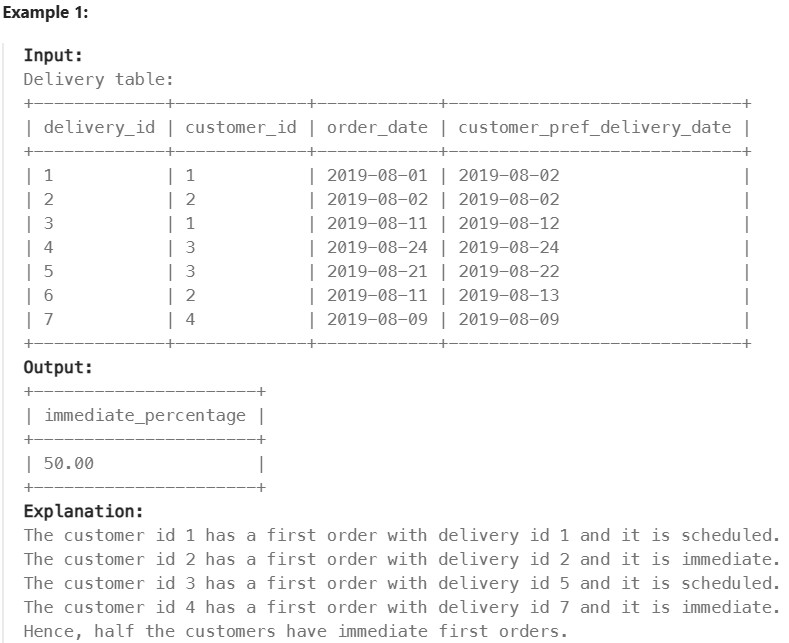 Example 1:
Input:
Delivery table:
+-------------+-------------+------------+-----------------------------+
| delivery_id | customer_id | order_date | customer_pref_delivery_date |
+-------------+-------------+------------+-----------------------------+
| 1           | 1           | 2019-08-01 | 2019-08-02                  |
| 2           | 2           | 2019-08-02 | 2019-08-02                  |
| 3           | 1           | 2019-08-11 | 2019-08-12                  |
| 4           | 3           | 2019-08-24 | 2019-08-24                  |
| 5           | 3           | 2019-08-21 | 2019-08-22                  |
| 6           | 2           | 2019-08-11 | 2019-08-13                  |
| 7           | 4           | 2019-08-09 | 2019-08-09                  |
+-------------+-------------+------------+-----------------------------+
Output:
+----------------------+
| immediate_percentage |
+----------------------+
| 50.00                |
+----------------------+
Explanation:
The customer id 1 has a first order with delivery id 1 and it is scheduled.
The customer id 2 has a first order with delivery id 2 and it is immediate.
The customer id 3 has a first order with delivery id 5 and it is scheduled.
The customer id 4 has a first order with delivery id 7 and it is immediate.
Hence, half the customers have immediate first orders.